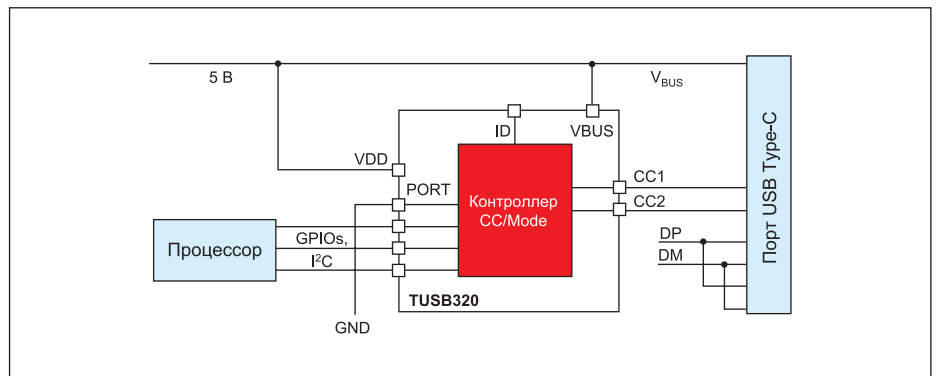 5 В
V_BUS
ID
VBUS
VDD
PORT
CC1
Контроллер
CC/Mode
CC2
Процессор
GPIOs,
I²C
DP
DM
Порт USB Type-C
TUSB320
GND